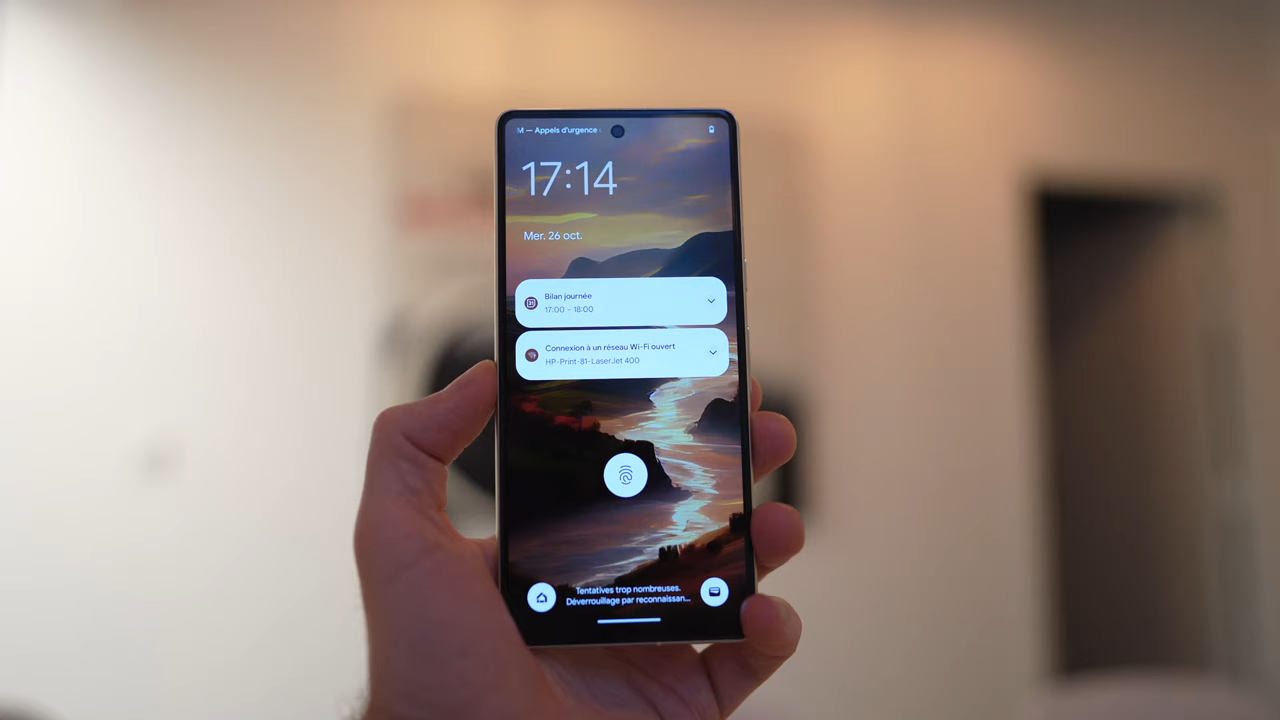 M — Appels d'urgence
17:14
Mer. 26 oct.
Bilan journée
17:00 – 18:00
Connexion à un réseau Wi-Fi ouvert
HP-Print-81-LaserJet 400
Tentatives trop nombreuses.
Déverrouillage par reconnaissan...